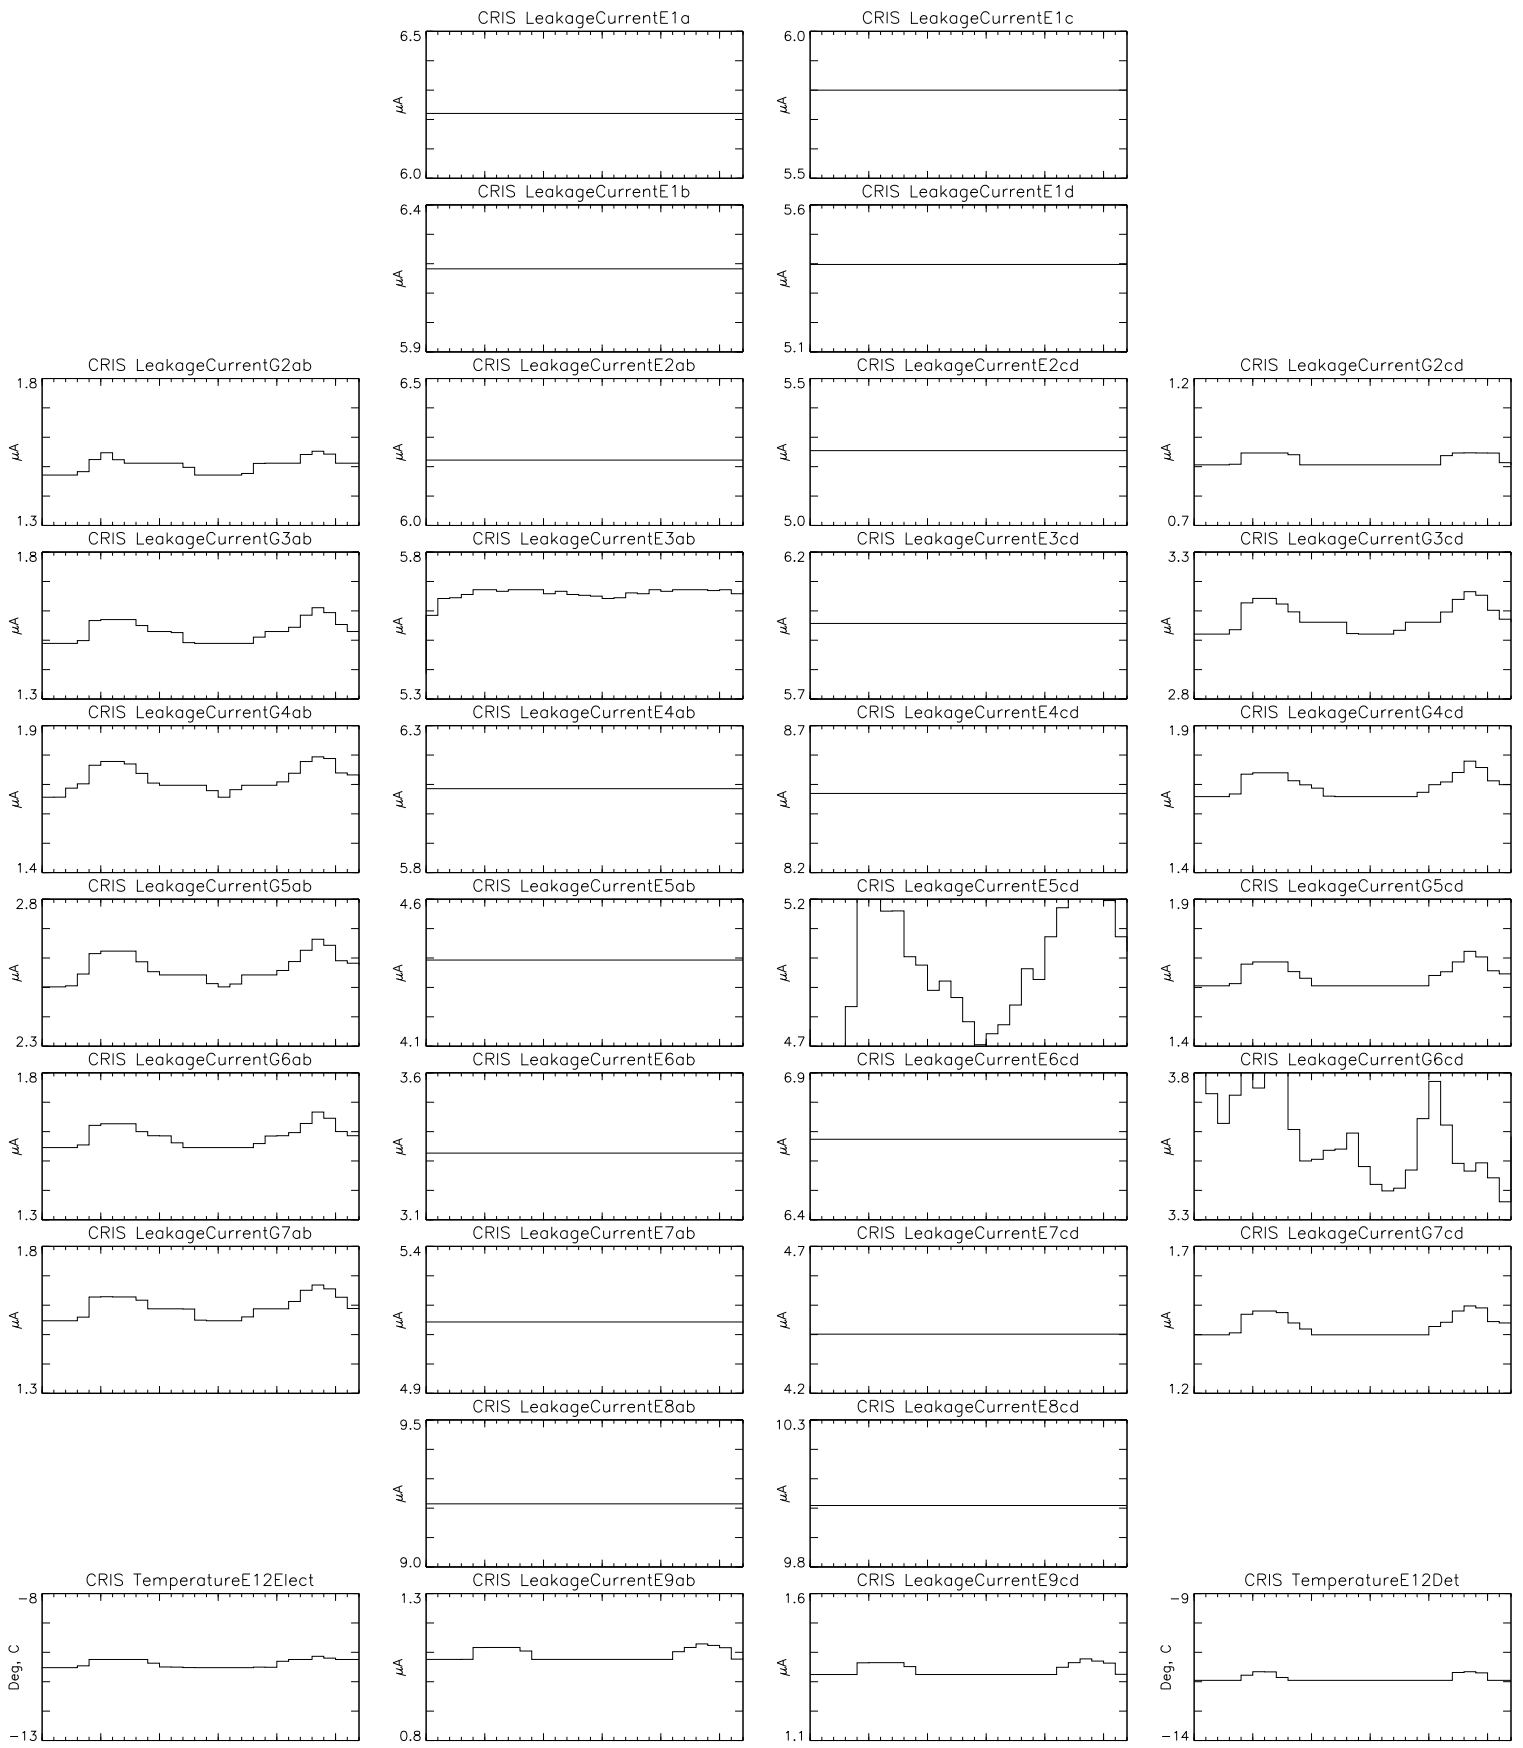 CRIS LeakageCurrentE1a
6.5
μA
6.0
CRIS LeakageCurrentE1c
6.0
μA
5.5
CRIS LeakageCurrentE1b
6.4
μA
5.9
CRIS LeakageCurrentE1d
5.6
μA
5.1
CRIS LeakageCurrentG2ab
1.8
μA
1.3
CRIS LeakageCurrentE2ab
6.5
μA
6.0
CRIS LeakageCurrentE2cd
5.5
μA
5.0
CRIS LeakageCurrentG2cd
1.2
μA
0.7
CRIS LeakageCurrentG3ab
1.8
μA
1.3
CRIS LeakageCurrentE3ab
5.8
μA
5.3
CRIS LeakageCurrentE3cd
6.2
μA
5.7
CRIS LeakageCurrentG3cd
3.3
μA
2.8
CRIS LeakageCurrentG4ab
1.9
μA
1.4
CRIS LeakageCurrentE4ab
6.3
μA
5.8
CRIS LeakageCurrentE4cd
8.7
μA
8.2
CRIS LeakageCurrentG4cd
1.9
μA
1.4
CRIS LeakageCurrentG5ab
2.8
μA
2.3
CRIS LeakageCurrentE5ab
4.6
μA
4.1
CRIS LeakageCurrentE5cd
5.2
μA
4.7
CRIS LeakageCurrentG5cd
1.9
μA
1.4
CRIS LeakageCurrentG6ab
1.8
μA
1.3
CRIS LeakageCurrentE6ab
3.6
μA
3.1
CRIS LeakageCurrentE6cd
6.9
μA
6.4
CRIS LeakageCurrentG6cd
3.8
μA
3.3
CRIS LeakageCurrentG7ab
1.8
μA
1.3
CRIS LeakageCurrentE7ab
5.4
μA
4.9
CRIS LeakageCurrentE7cd
4.7
μA
4.2
CRIS LeakageCurrentG7cd
1.7
μA
1.2
CRIS LeakageCurrentE8ab
9.5
μA
9.0
CRIS LeakageCurrentE8cd
10.3
μA
9.8
CRIS TemperatureE12Elect
-8
Deg, C
-13
CRIS LeakageCurrentE9ab
1.3
μA
0.8
CRIS LeakageCurrentE9cd
1.6
μA
1.1
CRIS TemperatureE12Det
-9
Deg, C
-14